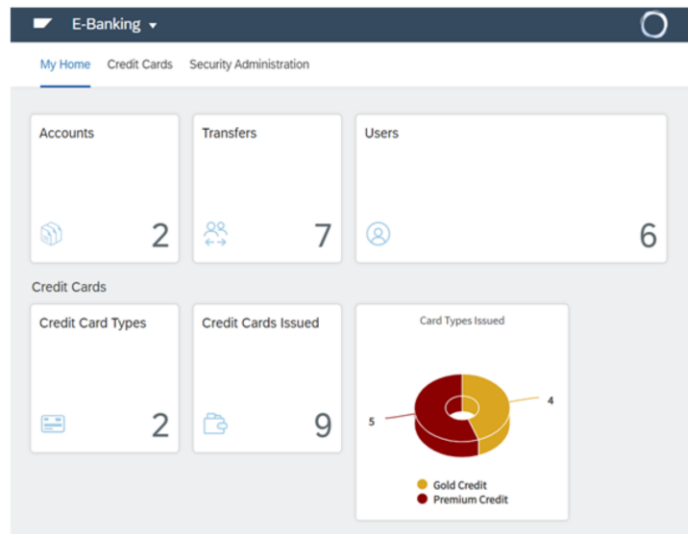 E-Banking
My Home Credit Cards Security Administration
Accounts
2
Transfers
7
Users
6
Credit Cards
Credit Card Types
2
Credit Cards Issued
9
Card Types Issued
4
5
Gold Credit
Premium Credit